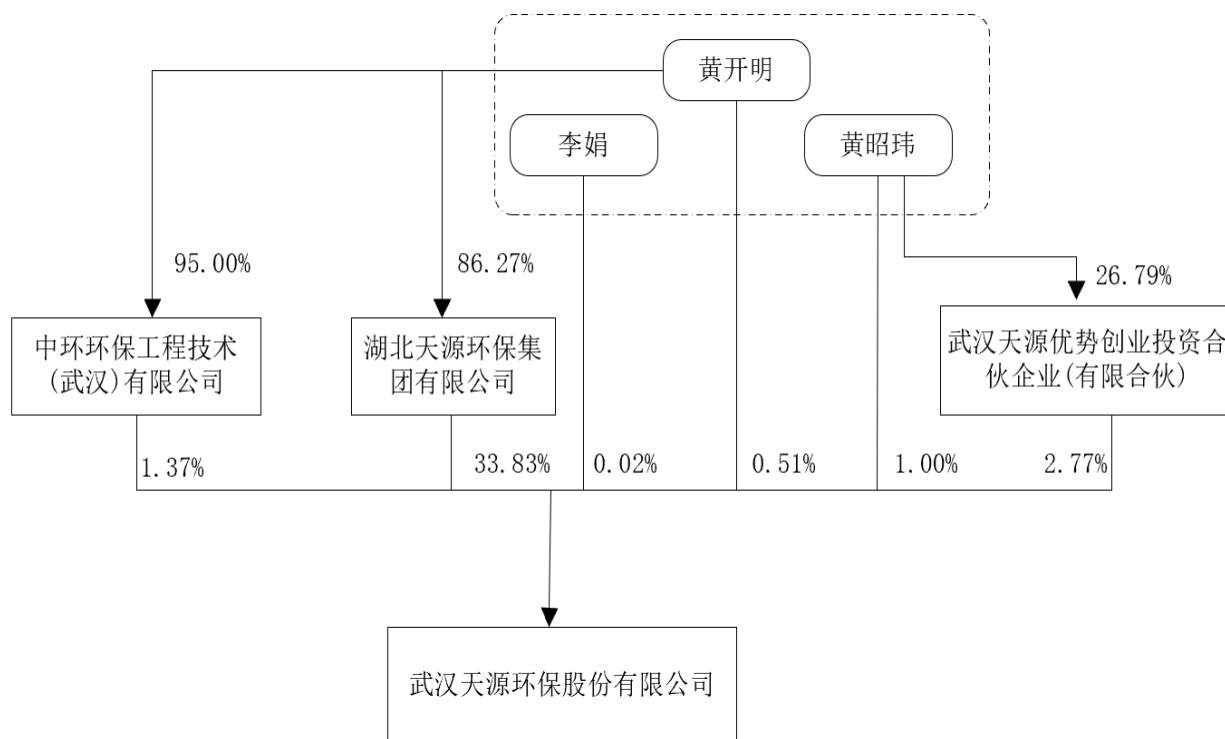 黄开明
李娟
黄昭玮
95.00%
86.27%
26.79%
中环环保工程技术
(武汉)有限公司
湖北天源环保集
团有限公司
武汉天源优势创业投资合
伙企业(有限合伙)
1.37%
33.83%
0.02%
0.51%
1.00%
2.77%
武汉天源环保股份有限公司